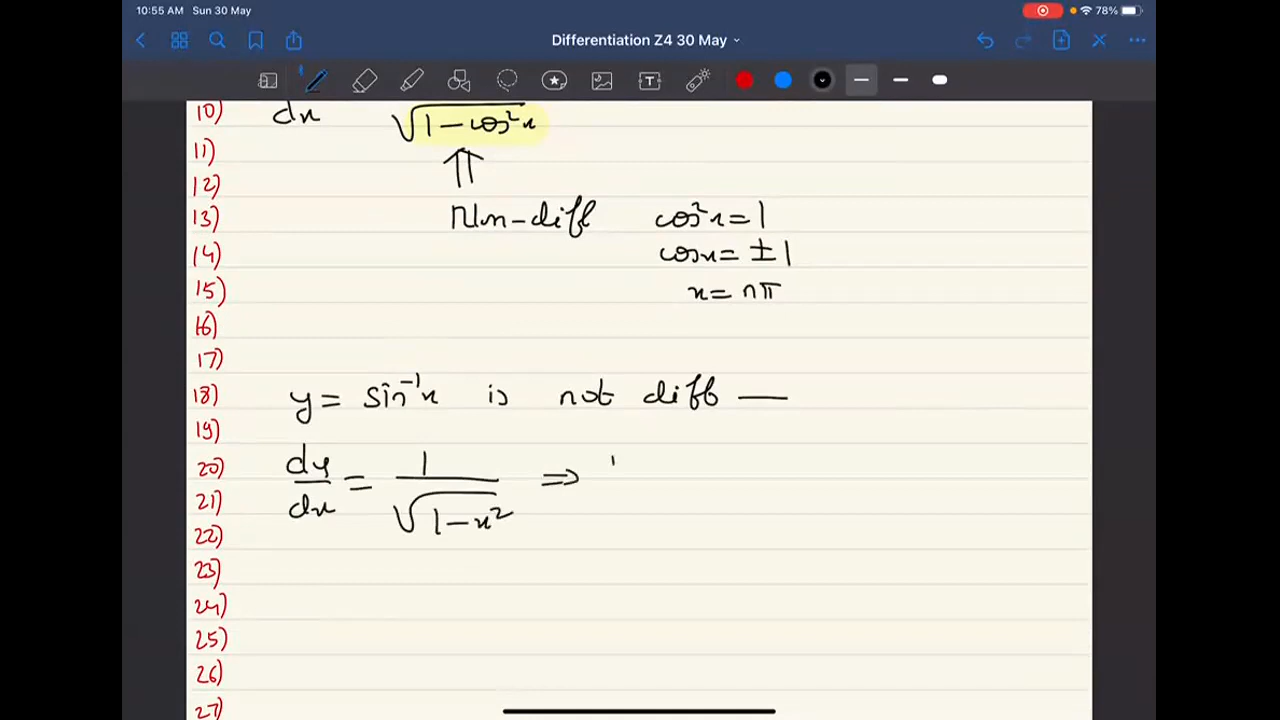 10:55 AM Sun 30 May
78%
Differentiation Z4 30 May
10) dx √1-cos²x
11)
12)
13) Non-diff cos²x=1
14) cosx=±1
15) x=nπ
16)
17)
18) y= sin⁻¹x is not diff —
19)
20) dy/dx = 1/√1-x² ⇒
21)
22)
23)
24)
25)
26)
27)